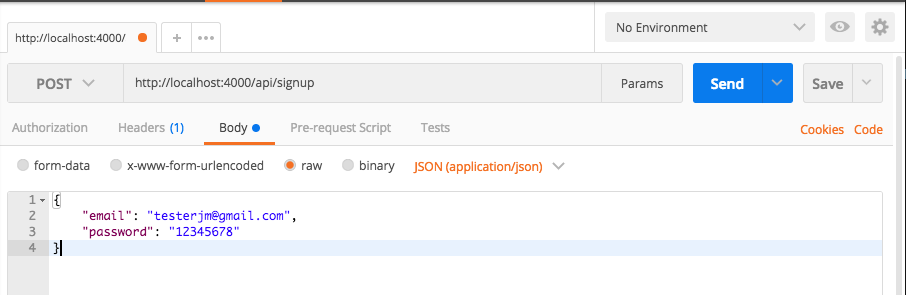 http://localhost:4000/
No Environment
POST http://localhost:4000/api/signup Params Send Save
Authorization Headers (1) Body Pre-request Script Tests Cookies Code
form-data x-www-form-urlencoded raw binary JSON (application/json)
1 {
2 "email": "testerjm@gmail.com",
3 "password": "12345678"
4 }